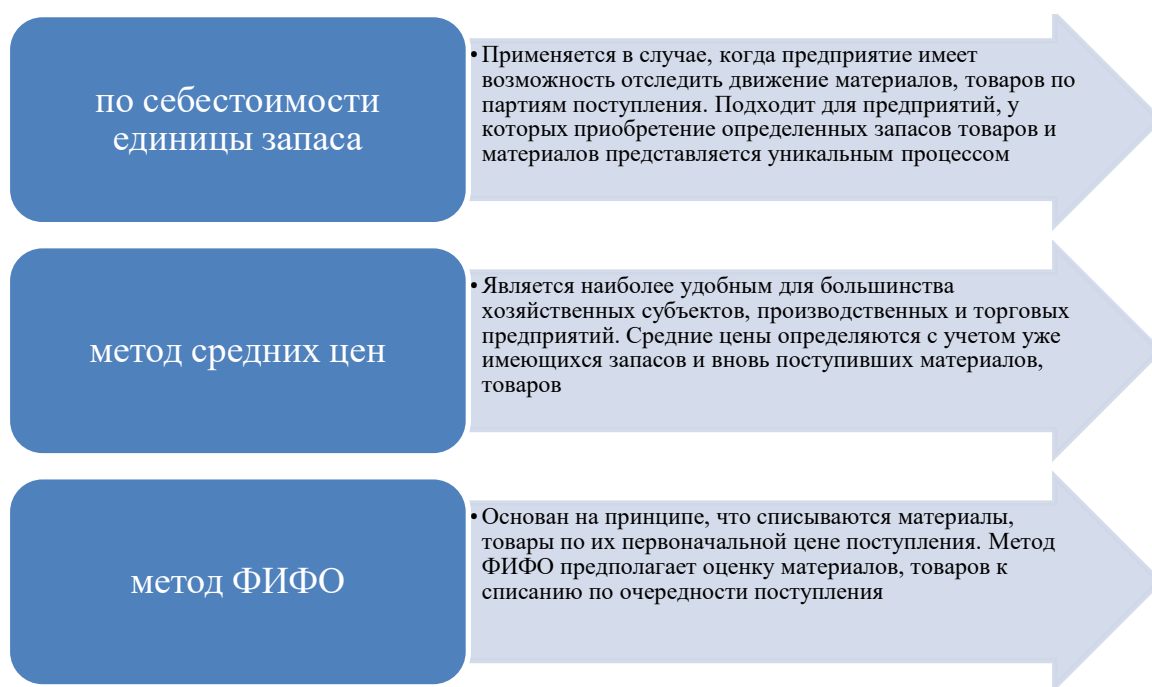 по себестоимости
единицы запаса
• Применяется в случае, когда предприятие имеет
возможность отследить движение материалов, товаров по
партиям поступления. Подходит для предприятий, у
которых приобретение определенных запасов товаров и
материалов представляется уникальным процессом
метод средних цен
• Является наиболее удобным для большинства
хозяйственных субъектов, производственных и торговых
предприятий. Средние цены определяются с учетом уже
имеющихся запасов и вновь поступивших материалов,
товаров
метод ФИФО
• Основан на принципе, что списываются материалы,
товары по их первоначальной цене поступления. Метод
ФИФО предполагает оценку материалов, товаров к
списанию по очередности поступления